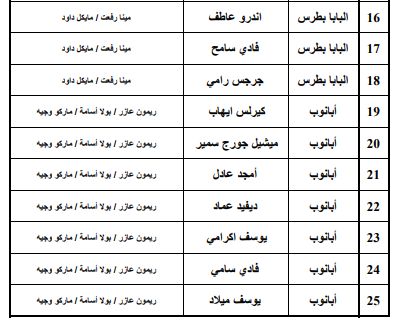 16 البابا بطرس اندرو عاطف مينا رفعت / مايكل داود
17 البابا بطرس فادي سامح مينا رفعت / مايكل داود
18 البابا بطرس جرجس رامي مينا رفعت / مايكل داود
19 أبانوب كيرلس ايهاب ريمون عازر / بولا أسامة / ماركو وجيه
20 أبانوب ميشيل جورج سمير ريمون عازر / بولا أسامة / ماركو وجيه
21 أبانوب أمجد عادل ريمون عازر / بولا أسامة / ماركو وجيه
22 أبانوب ديفيد عماد ريمون عازر / بولا أسامة / ماركو وجيه
23 أبانوب يوسف اكرامي ريمون عازر / بولا أسامة / ماركو وجيه
24 أبانوب فادي سامي ريمون عازر / بولا أسامة / ماركو وجيه
25 أبانوب يوسف ميلاد ريمون عازر / بولا أسامة / ماركو وجيه